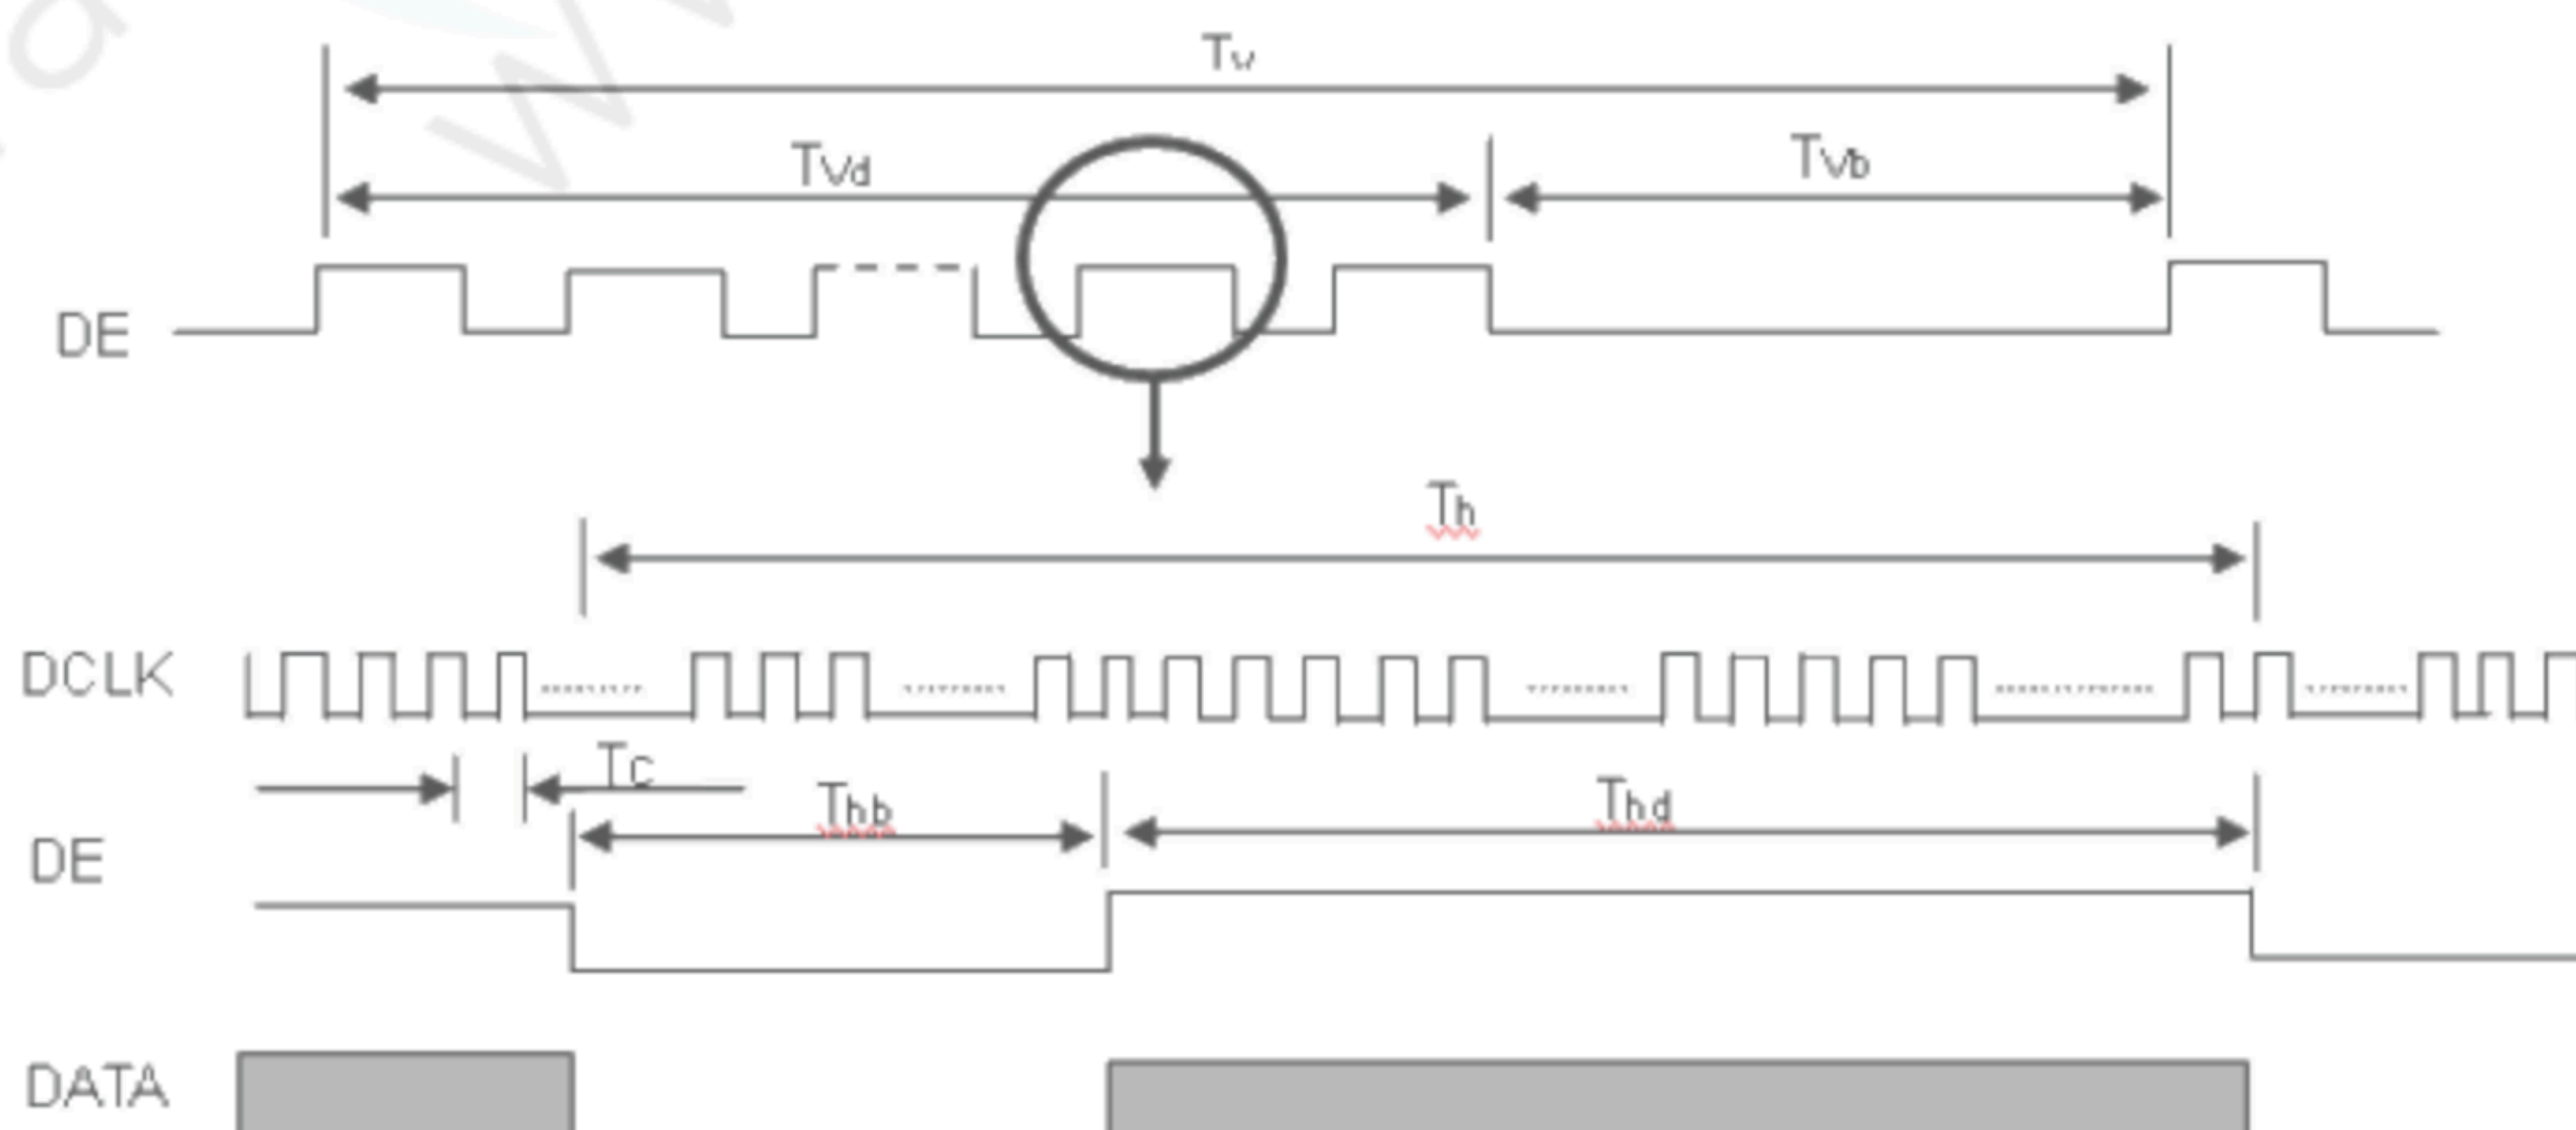 Tv
TVd
TVb
DE
Th
DCLK
Tc
Thb
Thd
DE
DATA